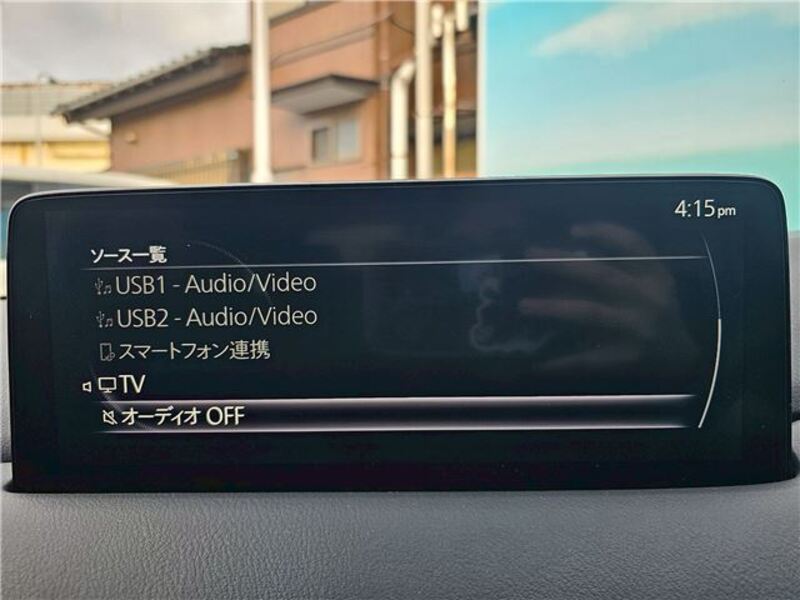 4:15pm
ソース一覧
USB1 - Audio/Video
USB2 - Audio/Video
スマートフォン連携
TV
オーディオ OFF